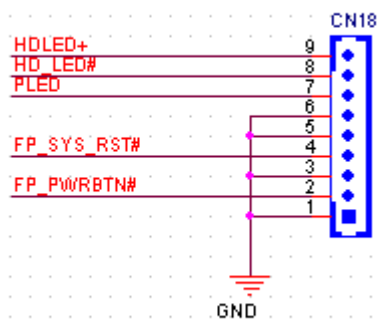 CN18
HDLED+ 9
HD_LED# 8
PLED 7
6
5
FP_SYS_RST# 4
3
FP_PWRBTN# 2
1
GND